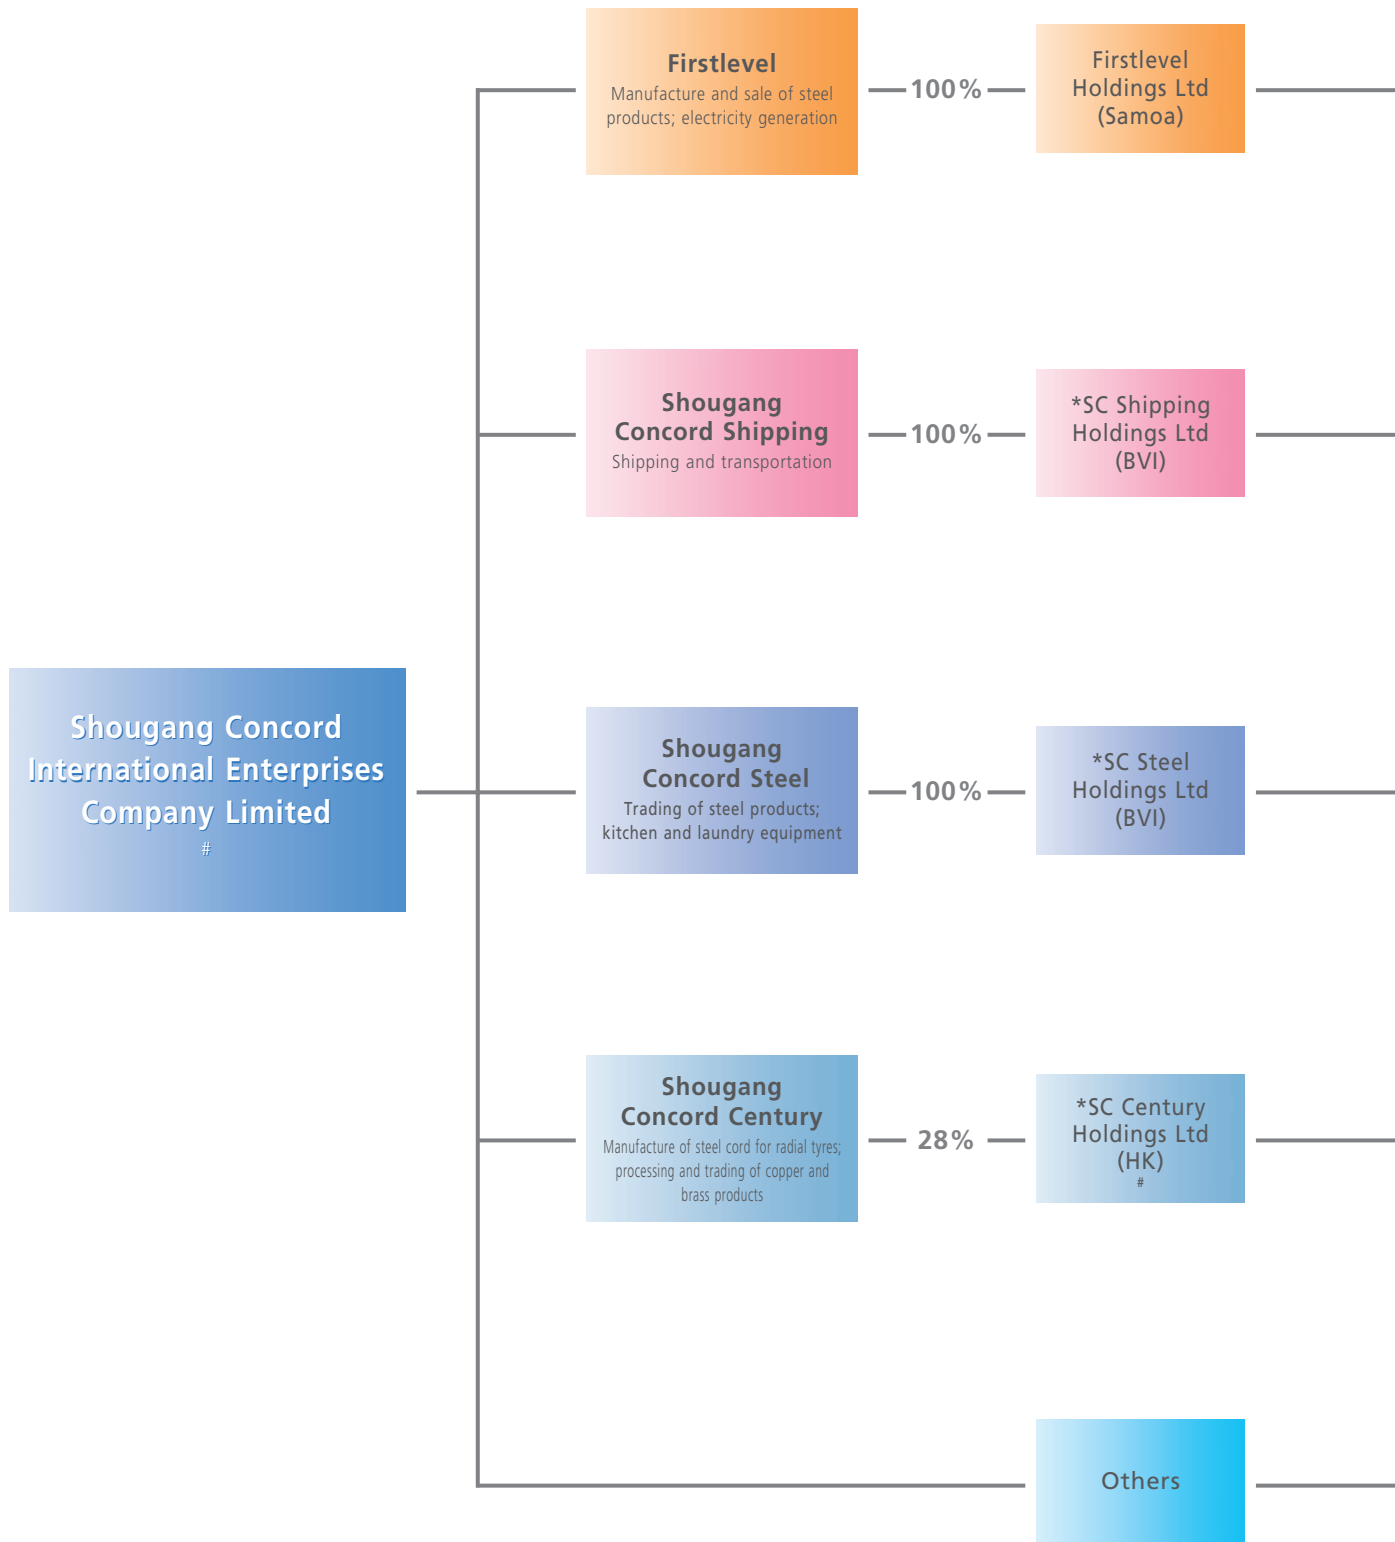 Firstlevel
Manufacture and sale of steel
products; electricity generation
100%
Firstlevel
Holdings Ltd
(Samoa)
Shougang
Concord Shipping
Shipping and transportation
100%
*SC Shipping
Holdings Ltd
(BVI)
Shougang Concord
International Enterprises
Company Limited
#
Shougang
Concord Steel
Trading of steel products;
kitchen and laundry equipment
100%
*SC Steel
Holdings Ltd
(BVI)
Shougang
Concord Century
Manufacture of steel cord for radial tyres;
processing and trading of copper and
brass products
28%
*SC Century
Holdings Ltd
(HK)
#
Others